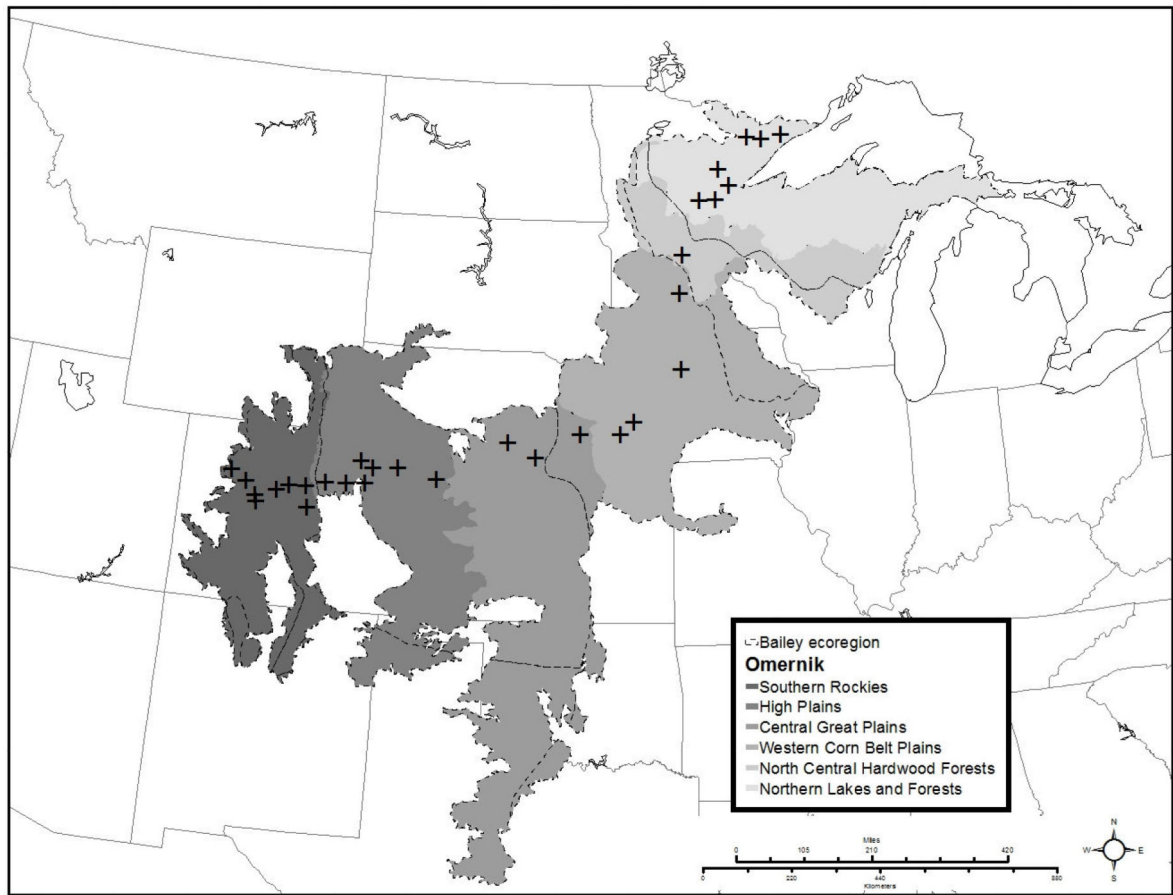 Bailey ecoregion
Omernik
Southern Rockies
High Plains
Central Great Plains
Western Corn Belt Plains
North Central Hardwood Forests
Northern Lakes and Forests
Miles
0 105 210 420
0 220 440 880
Kilometers
N
W E
S